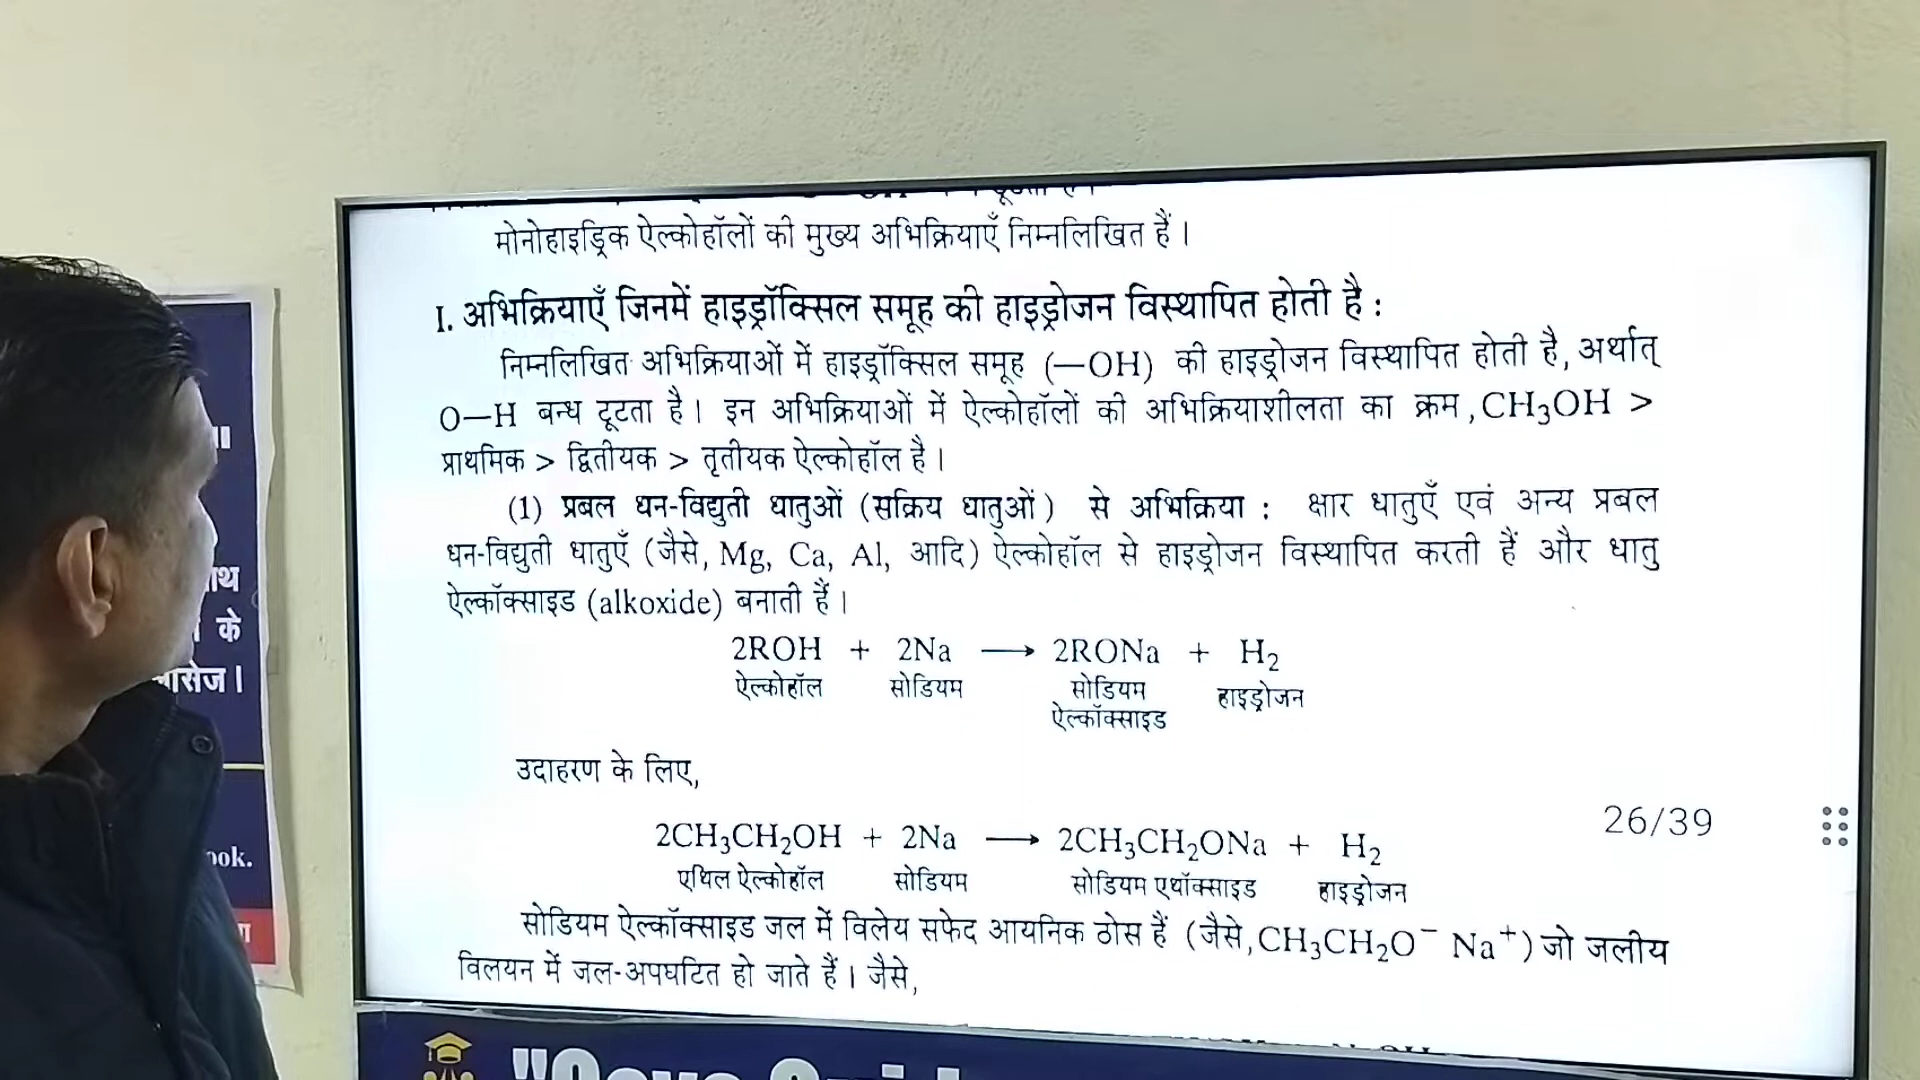 मोनोहाइड्रिक ऐल्कोहॉलों की मुख्य अभिक्रियाएँ निम्नलिखित हैं ।
I. अभिक्रियाएँ जिनमें हाइड्रॉक्सिल समूह की हाइड्रोजन विस्थापित होती है :
निम्नलिखित अभिक्रियाओं में हाइड्रॉक्सिल समूह (—OH) की हाइड्रोजन विस्थापित होती है, अर्थात्
O—H बन्ध टूटता है । इन अभिक्रियाओं में ऐल्कोहॉलों की अभिक्रियाशीलता का क्रम, CH₃OH >
प्राथमिक > द्वितीयक > तृतीयक ऐल्कोहॉल है ।
(1) प्रबल धन-विद्युती धातुओं (सक्रिय धातुओं) से अभिक्रिया : क्षार धातुएँ एवं अन्य प्रबल
धन-विद्युती धातुएँ (जैसे, Mg, Ca, Al, आदि) ऐल्कोहॉल से हाइड्रोजन विस्थापित करती हैं और धातु
ऐल्कॉक्साइड (alkoxide) बनाती हैं ।
2ROH + 2Na ⟶ 2RONa + H₂
ऐल्कोहॉल सोडियम सोडियम हाइड्रोजन
ऐल्कॉक्साइड
उदाहरण के लिए,
26/39
2CH₃CH₂OH + 2Na ⟶ 2CH₃CH₂ONa + H₂
एथिल ऐल्कोहॉल सोडियम सोडियम एथॉक्साइड हाइड्रोजन
सोडियम ऐल्कॉक्साइड जल में विलेय सफेद आयनिक ठोस हैं (जैसे, CH₃CH₂O⁻ Na⁺) जो जलीय
विलयन में जल-अपघटित हो जाते हैं । जैसे,
के